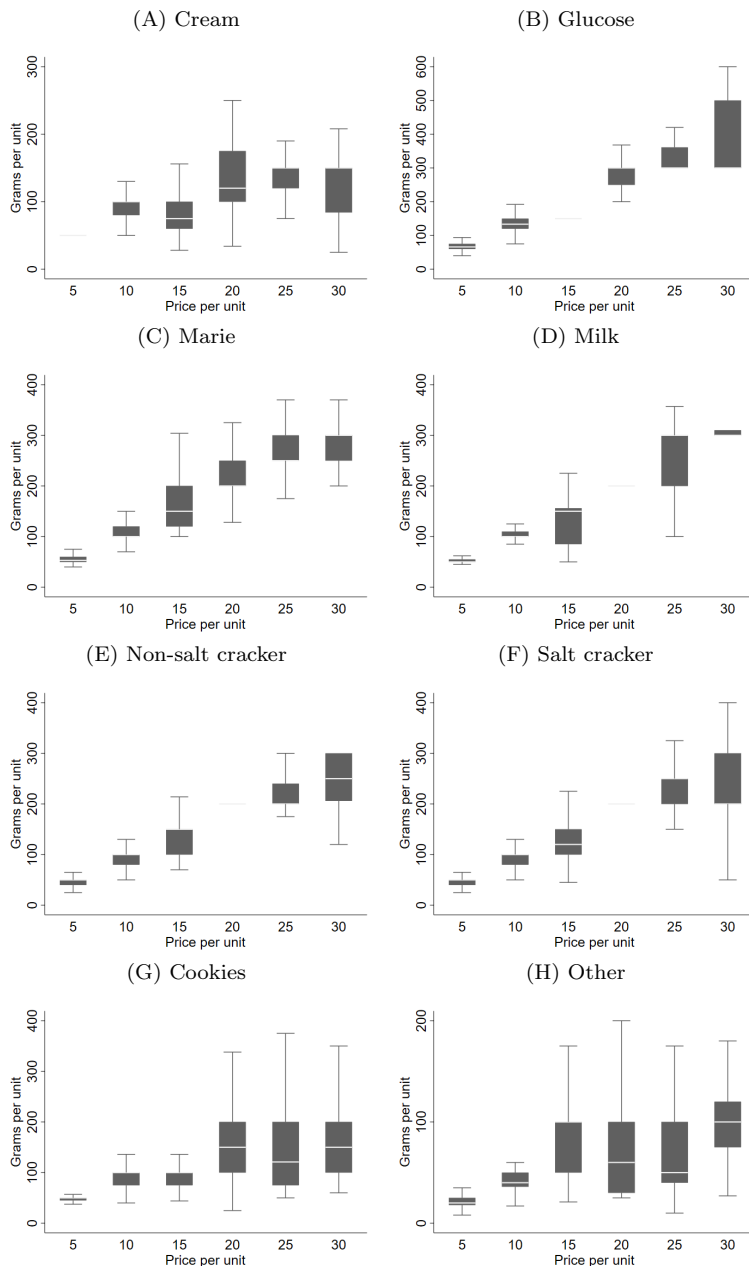 (A) Cream
(B) Glucose
Grams per unit
300
200
100
0
5 10 15 20 25 30
Price per unit
Grams per unit
600
500
400
300
200
100
0
5 10 15 20 25 30
Price per unit
(C) Marie
(D) Milk
Grams per unit
400
300
200
100
0
5 10 15 20 25 30
Price per unit
Grams per unit
400
300
200
100
0
5 10 15 20 25 30
Price per unit
(E) Non-salt cracker
(F) Salt cracker
Grams per unit
400
300
200
100
0
5 10 15 20 25 30
Price per unit
Grams per unit
400
300
200
100
0
5 10 15 20 25 30
Price per unit
(G) Cookies
(H) Other
Grams per unit
400
300
200
100
0
5 10 15 20 25 30
Price per unit
Grams per unit
200
100
0
5 10 15 20 25 30
Price per unit